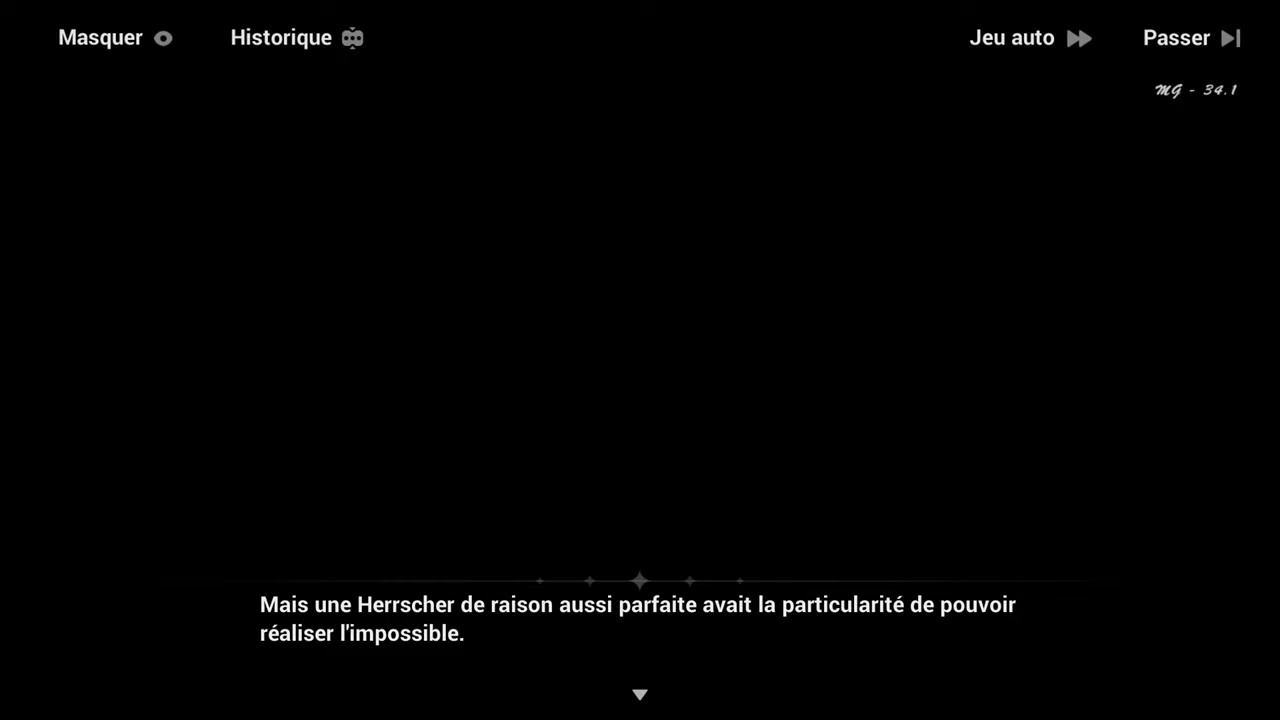 Masquer
Historique
Jeu auto
Passer
MG - 34.1
Mais une Herrscher de raison aussi parfaite avait la particularité de pouvoir
réaliser l'impossible.